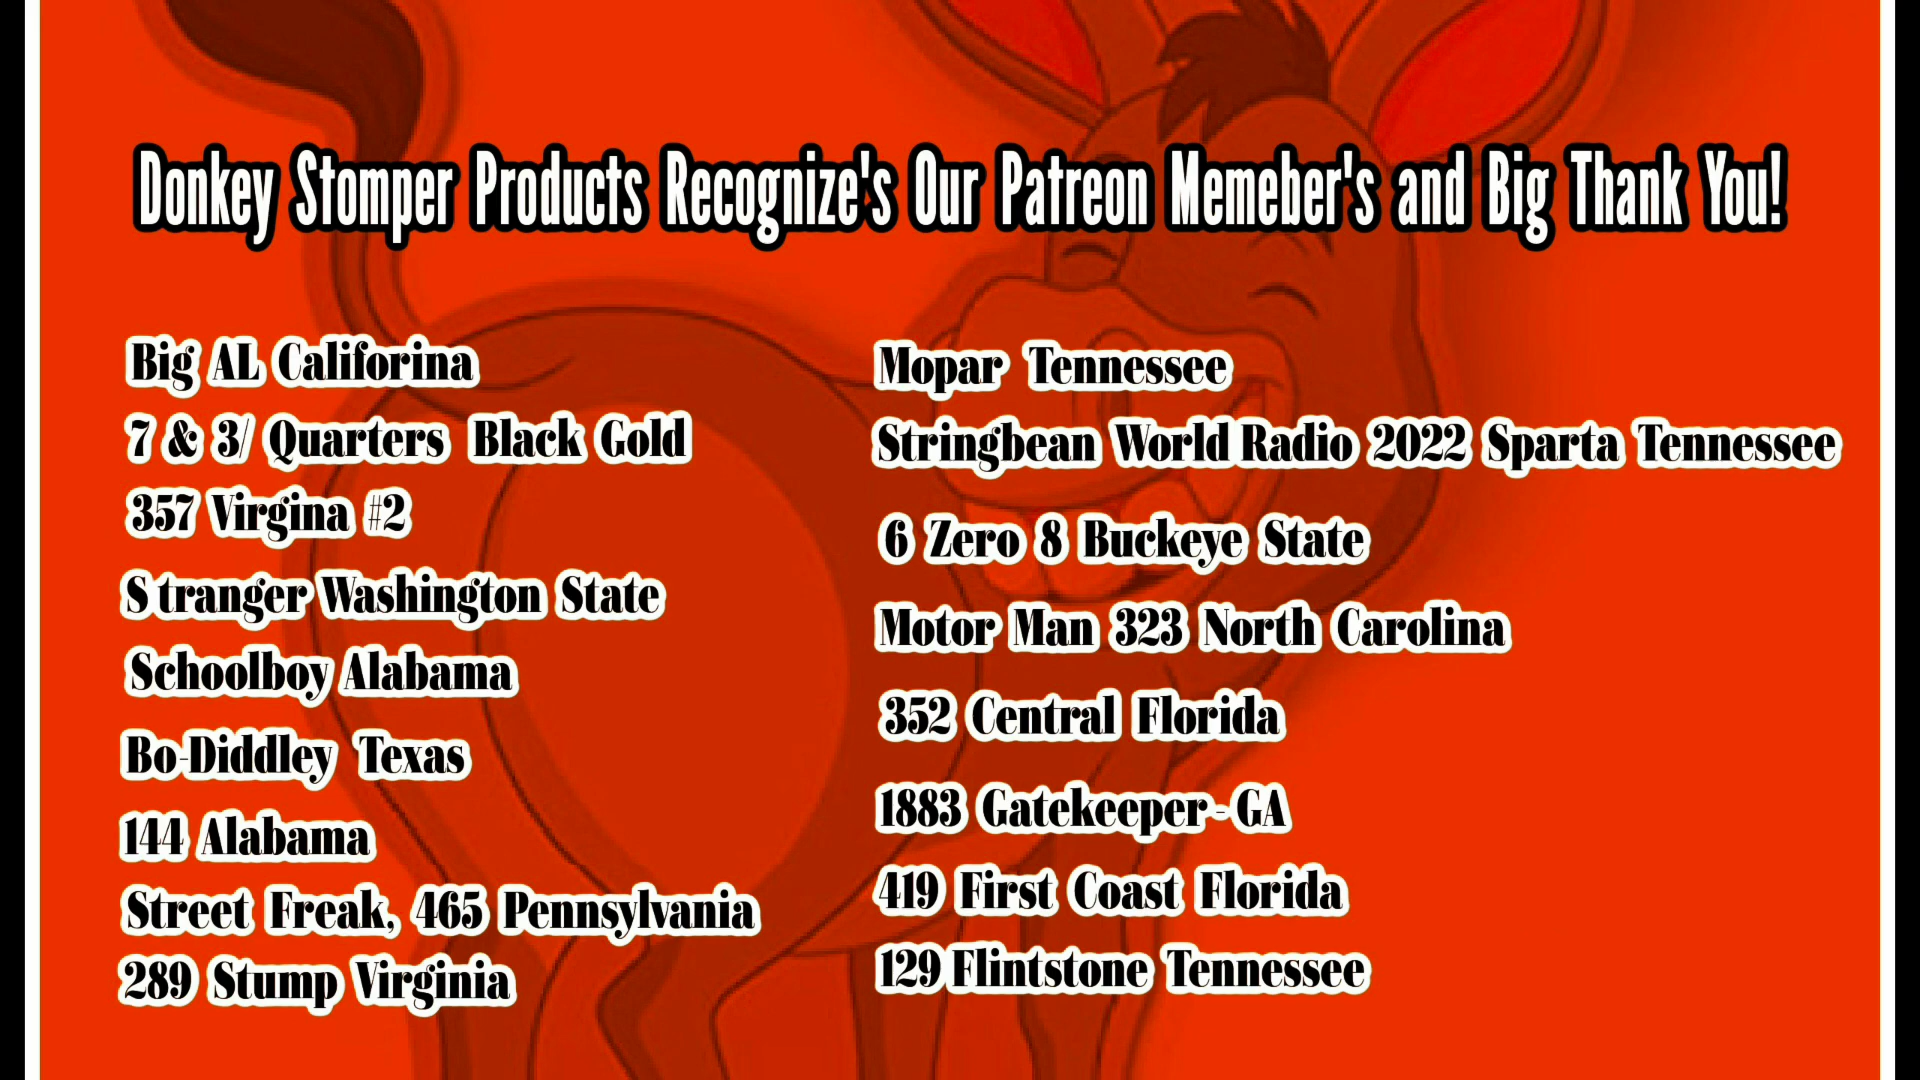 Donkey Stomper Products Recognize's Our Patreon Memeber's and Big Thank You!
Big AL Califorina
7 & 3/ Quarters Black Gold
357 Virgina #2
S tranger Washington State
Schoolboy Alabama
Bo-Diddley Texas
144 Alabama
Street Freak, 465 Pennsylvania
289 Stump Virginia
Mopar Tennessee
Stringbean World Radio 2022 Sparta Tennessee
6 Zero 8 Buckeye State
Motor Man 323 North Carolina
352 Central Florida
1883 Gatekeeper - GA
419 First Coast Florida
129 Flintstone Tennessee